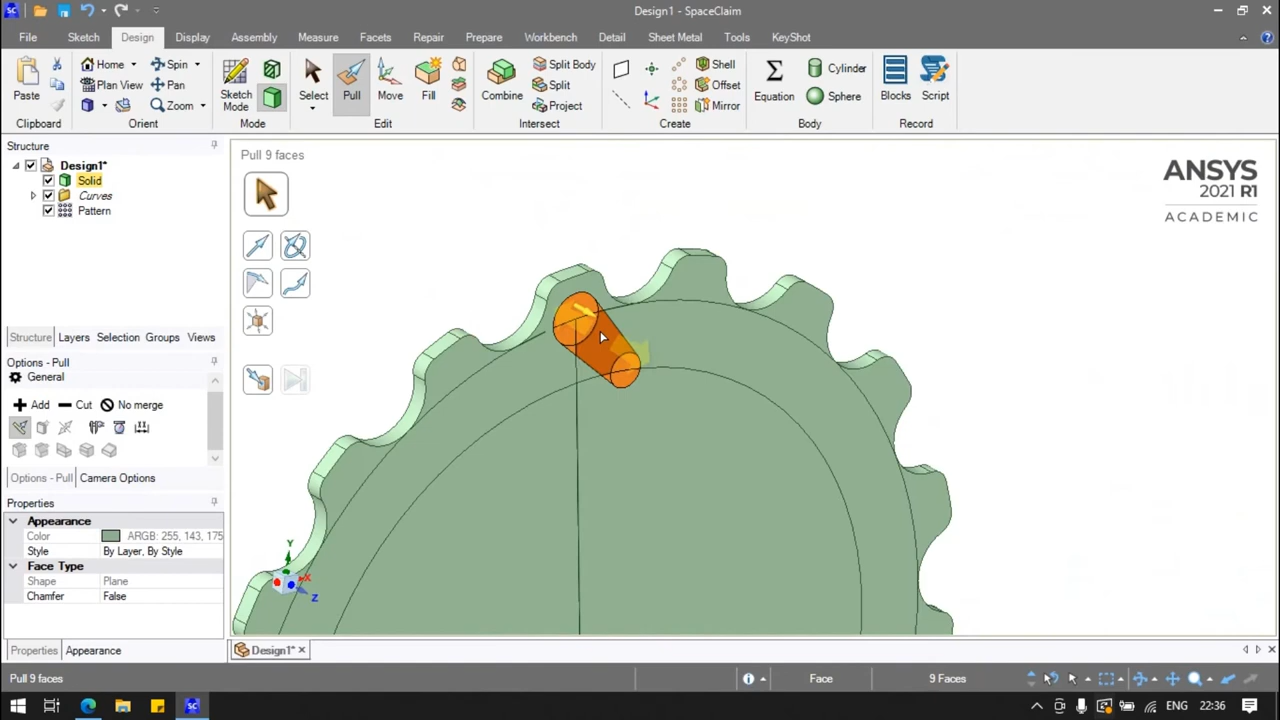 Design1 - SpaceClaim
File Sketch Design Display Assembly Measure Facets Repair Prepare Workbench Detail Sheet Metal Tools KeyShot
Paste
Clipboard
Home Spin
Plan View Pan
Zoom
Orient
Sketch Mode
Mode
Select Pull Move Fill
Edit
Combine
Split Body
Split
Project
Intersect
Shell
Offset
Mirror
Create
Equation
Cylinder
Sphere
Body
Blocks Script
Record
Structure
Design1*
Solid
Curves
Pattern
Structure Layers Selection Groups Views
Options - Pull
General
Add Cut No merge
Options - Pull Camera Options
Properties
Appearance
Color ARGB: 255, 143, 175
Style By Layer, By Style
Face Type
Shape Plane
Chamfer False
Properties Appearance
Pull 9 faces
ANSYS
2021 R1
ACADEMIC
Y
X
Z
Design1*
Pull 9 faces
Face
9 Faces
SC
ENG 22:36